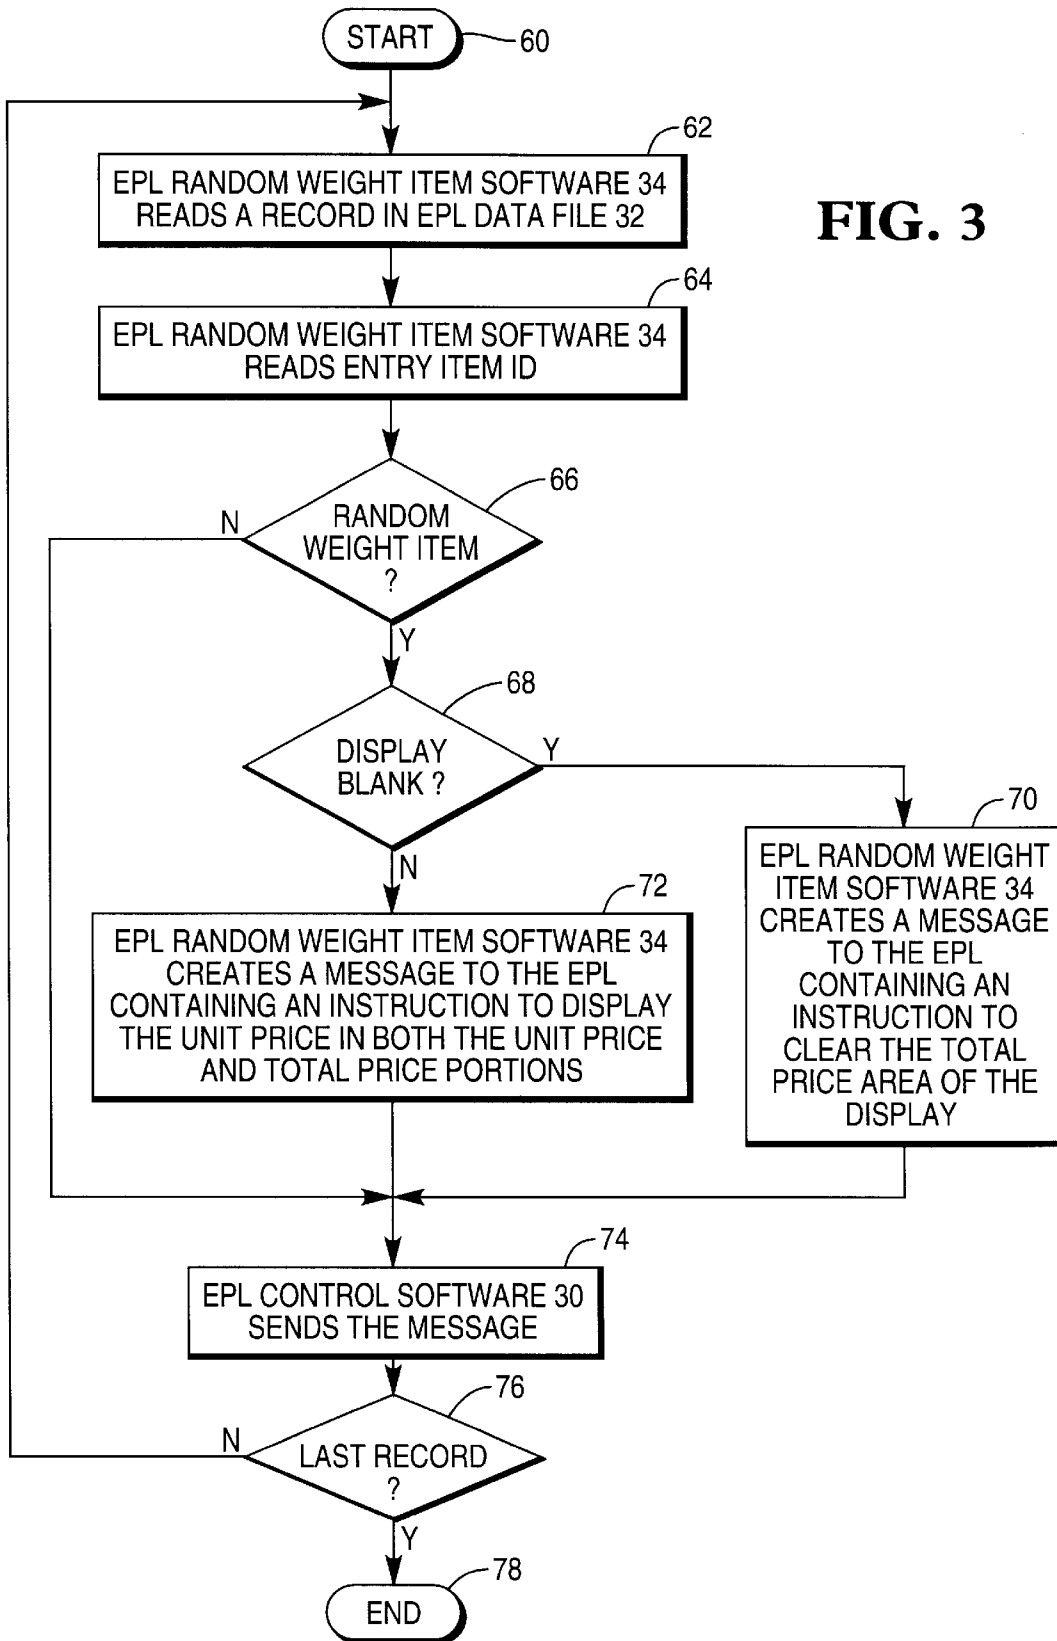 START
60
62
EPL RANDOM WEIGHT ITEM SOFTWARE 34
READS A RECORD IN EPL DATA FILE 32
FIG. 3
64
EPL RANDOM WEIGHT ITEM SOFTWARE 34
READS ENTRY ITEM ID
66
N
RANDOM
WEIGHT ITEM
?
Y
68
DISPLAY
BLANK ?
Y
N
70
EPL RANDOM WEIGHT
ITEM SOFTWARE 34
CREATES A MESSAGE
TO THE EPL
CONTAINING AN
INSTRUCTION TO
CLEAR THE TOTAL
PRICE AREA OF THE
DISPLAY
72
EPL RANDOM WEIGHT ITEM SOFTWARE 34
CREATES A MESSAGE TO THE EPL
CONTAINING AN INSTRUCTION TO DISPLAY
THE UNIT PRICE IN BOTH THE UNIT PRICE
AND TOTAL PRICE PORTIONS
74
EPL CONTROL SOFTWARE 30
SENDS THE MESSAGE
76
N
LAST RECORD
?
Y
78
END